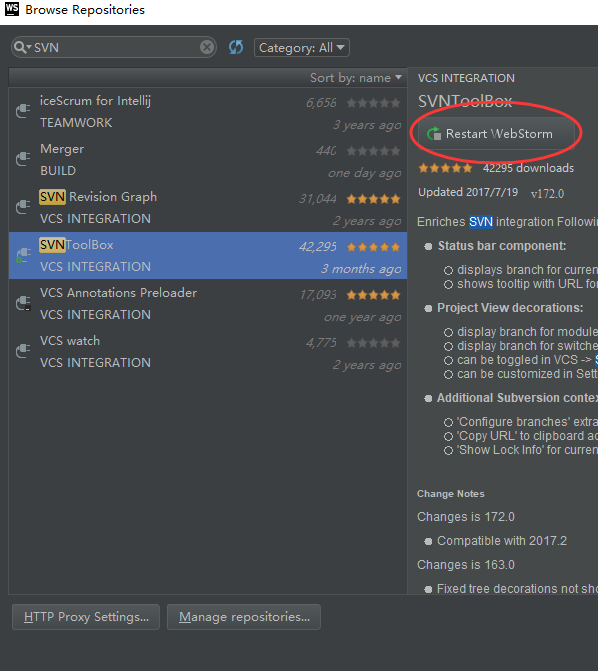 WS Browse Repositories
SVN
Category: All
Sort by: name
iceScrum for Intellij 6,658
TEAMWORK 3 years ago
Merger 440
BUILD one day ago
SVN Revision Graph 31,044
VCS INTEGRATION 2 years ago
SVNToolBox 42,295
VCS INTEGRATION 3 months ago
VCS Annotations Preloader 17,093
VCS INTEGRATION one year ago
VCS watch 4,775
VCS INTEGRATION 2 years ago
VCS INTEGRATION
SVNToolBox
Restart WebStorm
42295 downloads
Updated 2017/7/19 v172.0
Enriches SVN integration Following
Status bar component:
displays branch for curren
shows tooltip with URL for
Project View decorations:
display branch for module
display branch for switche
can be toggled in VCS -> S
can be customized in Sett
Additional Subversion contex
'Configure branches' extra
'Copy URL' to clipboard ac
'Show Lock Info' for curren
Change Notes
Changes is 172.0
Compatible with 2017.2
Changes is 163.0
Fixed tree decorations not sho
HTTP Proxy Settings...
Manage repositories...